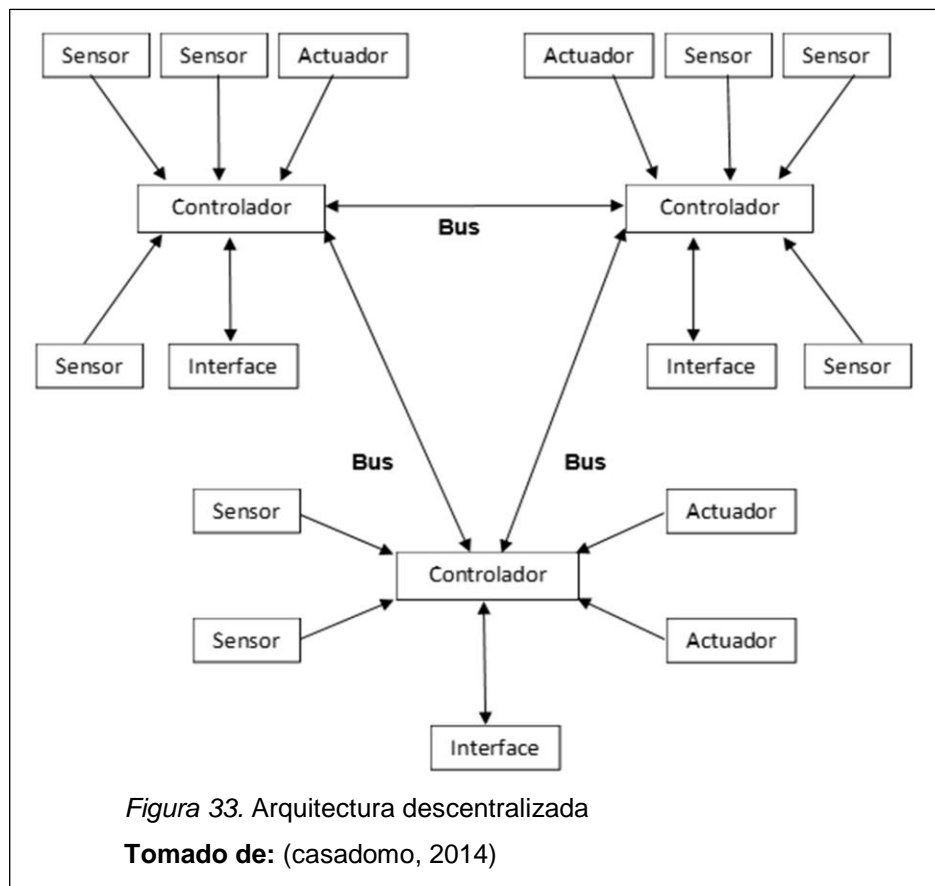 Sensor Sensor Actuador Actuador Sensor Sensor
Controlador Controlador
Bus
Sensor Interface Interface Sensor
Bus Bus
Sensor Actuador
Controlador
Sensor Actuador
Interface
Figura 33. Arquitectura descentralizada
Tomado de: (casadomo, 2014)